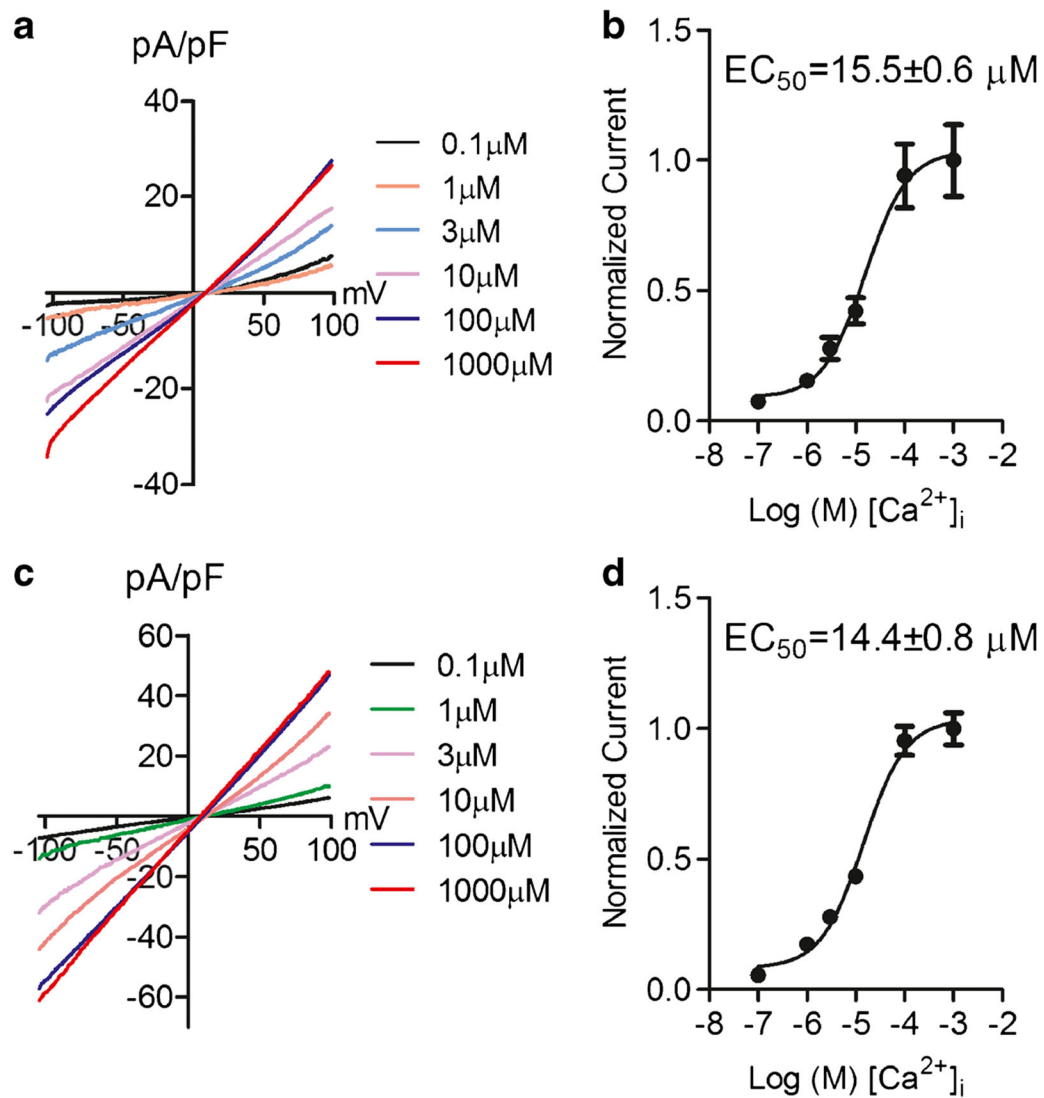 a
pA/pF
40
20
-20
-40
-100
-50
50
100
mV
0.1μM
1μM
3μM
10μM
100μM
1000μM
b
EC50=15.5±0.6 μM
Normalized Current
1.5
1.0
0.5
0.0
-8 -7 -6 -5 -4 -3 -2
Log (M) [Ca2+]i
c
pA/pF
60
40
20
-20
-40
-60
-100
-50
50
100
mV
0.1μM
1μM
3μM
10μM
100μM
1000μM
d
EC50=14.4±0.8 μM
Normalized Current
1.5
1.0
0.5
0.0
-8 -7 -6 -5 -4 -3 -2
Log (M) [Ca2+]i